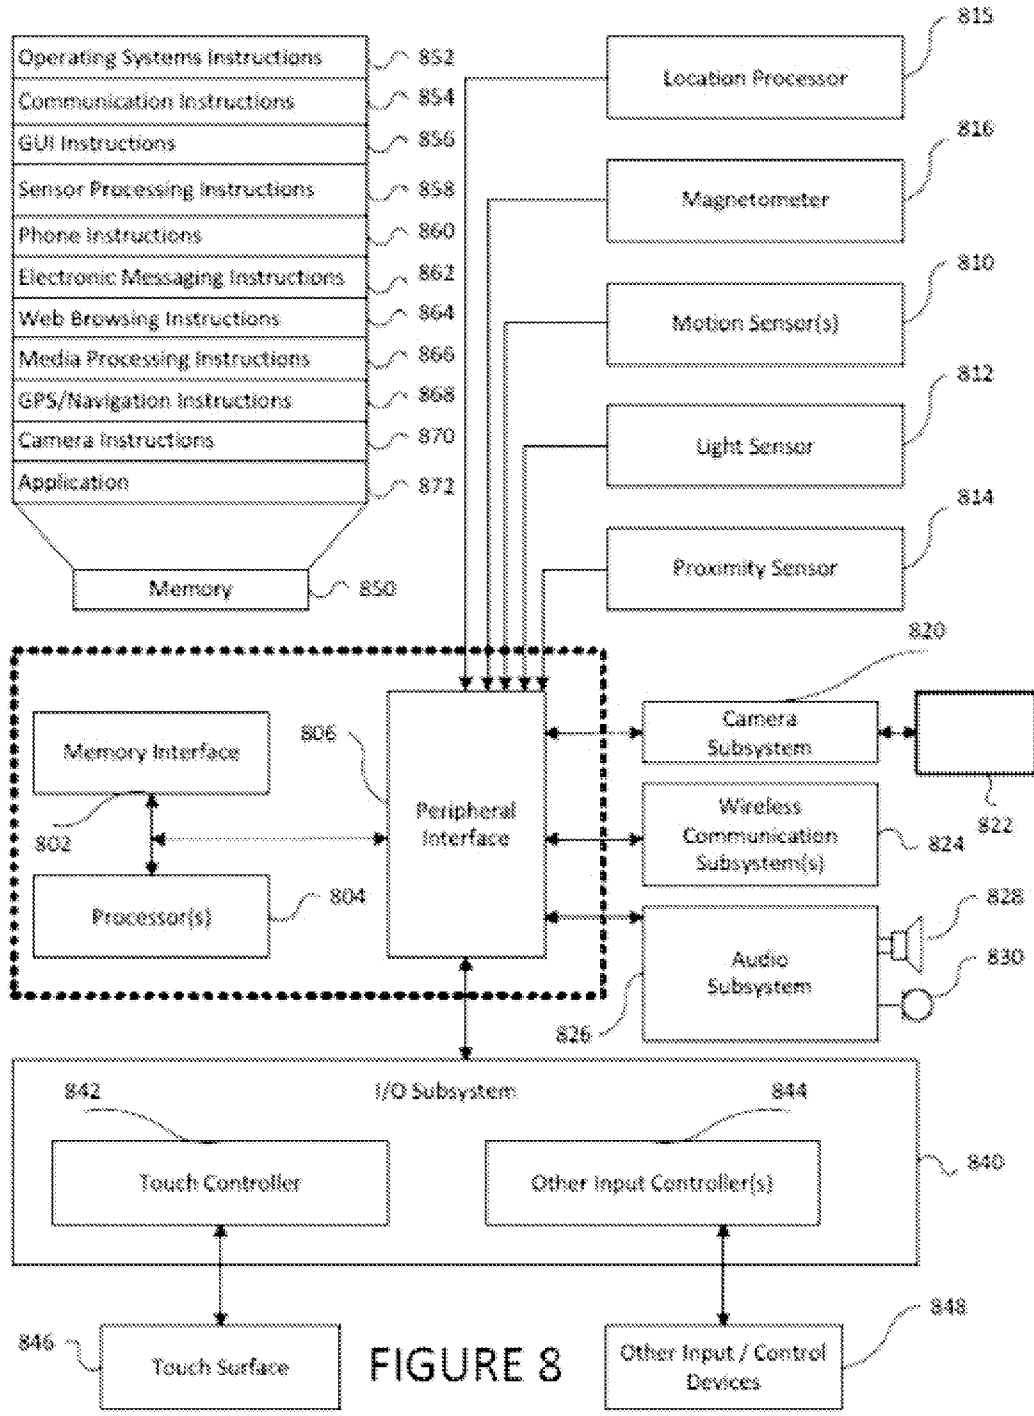 815
Operating Systems Instructions 852
Location Processor
Communication Instructions 854
GUI Instructions 856
816
Sensor Processing Instructions 858
Magnetometer
Phone Instructions 860
Electronic Messaging Instructions 862
810
Web Browsing Instructions 864
Motion Sensor(s)
Media Processing Instructions 866
812
GPS/Navigation Instructions 868
Camera Instructions 870
Light Sensor
Application 872
814
Proximity Sensor
Memory 850
820
806
Camera
Subsystem
Memory Interface
822
Peripheral
Interface
Wireless
Communication
Subsystem(s)
824
802
804
Processor(s)
828
830
Audio
Subsystem
826
842
I/O Subsystem
844
840
Touch Controller
Other Input Controller(s)
848
846
Touch Surface
FIGURE 8
Other Input / Control
Devices